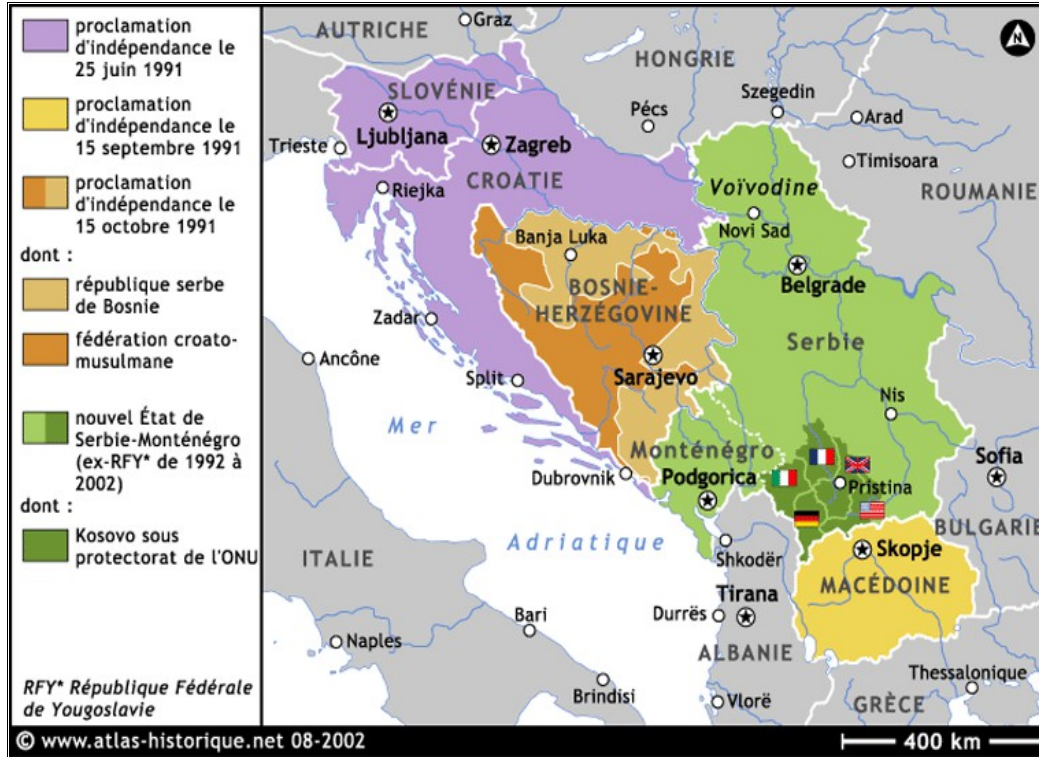 proclamation
d'indépendance le
25 juin 1991
proclamation
d'indépendance le
15 septembre 1991
proclamation
d'indépendance le
15 octobre 1991
dont :
république serbe
de Bosnie
fédération croato-
musulmane
nouvel État de
Serbie-Monténégro
(ex-RFY* de 1992 à
2002)
dont :
Kosovo sous
protectorat de l'ONU
RFY* République Fédérale
de Yougoslavie
AUTRICHE
Graz
N
HONGRIE
SLOVÉNIE
Pécs
Szegedin
Arad
Ljubljana
Trieste
Zagreb
Timisoara
CROATIE
Riejka
Voïvodine
ROUMANIE
Novi Sad
Banja Luka
Belgrade
BOSNIE-
HERZÉGOVINE
Zadar
Serbie
Ancône
Sarajevo
Split
Nis
Mer
Monténégro
Dubrovnik
Podgorica
Pristina
Sofia
BULGARIE
Adriatique
Shkodër
Skopje
ITALIE
MACÉDOINE
Tirana
Bari
Durrës
Naples
ALBANIE
Thessalonique
Brindisi
Vlorë
GRÈCE
© www.atlas-historique.net 08-2002
400 km